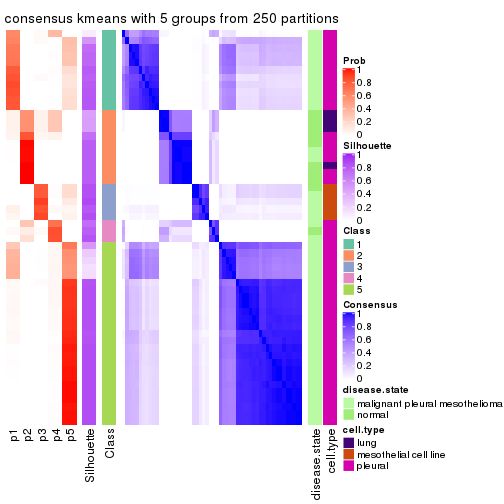 consensus kmeans with 5 groups from 250 partitions
Prob
1
0.8
0.6
0.4
0.2
0
Silhouette
1
0.8
0.6
0.4
0.2
0
Class
1
2
3
4
5
Consensus
1
0.8
0.6
0.4
0.2
0
disease.state
malignant pleural mesothelioma
normal
cell.type
lung
mesothelial cell line
pleural
p1
p2
p3
p4
p5
Silhouette
Class
disease.state
cell.type